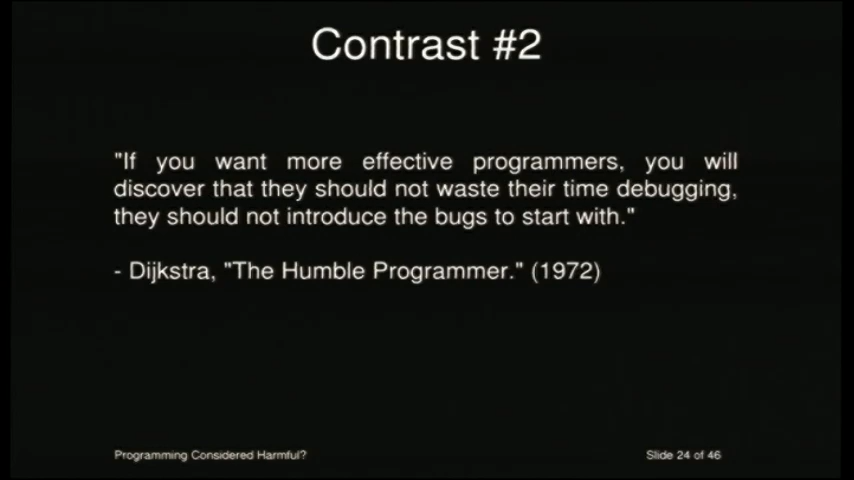 Contrast #2
"If you want more effective programmers, you will
discover that they should not waste their time debugging,
they should not introduce the bugs to start with."
- Dijkstra, "The Humble Programmer." (1972)
Programming Considered Harmful?
Slide 24 of 46